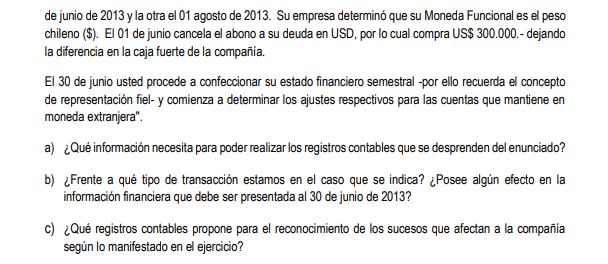 de junio de 2013 y la otra el 01 agosto de 2013. Su empresa determinó que su Moneda Funcional es el peso
chileno ($). El 01 de junio cancela el abono a su deuda en USD, por lo cual compra US$ 300.000.- dejando
la diferencia en la caja fuerte de la compañía.
El 30 de junio usted procede a confeccionar su estado financiero semestral -por ello recuerda el concepto
de representación fiel- y comienza a determinar los ajustes respectivos para las cuentas que mantiene en
moneda extranjera".
a) ¿Qué información necesita para poder realizar los registros contables que se desprenden del enunciado?
b) ¿Frente a qué tipo de transacción estamos en el caso que se indica? ¿Posee algún efecto en la
información financiera que debe ser presentada al 30 de junio de 2013?
c) ¿Qué registros contables propone para el reconocimiento de los sucesos que afectan a la compañía
según lo manifestado en el ejercicio?